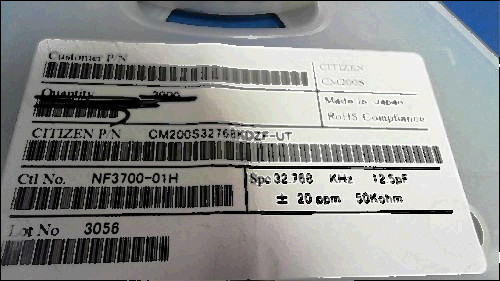 Customer P/N
CITIZEN
CM200S
Quantity
Made in Japan
RoHS Compliance
CITIZEN P/N CM200S32768KDZF-UT
Ctl No. NF3700-01H
Spc 32.768 KHz 12.5pF
± 20 ppm 50Kohm
Lot No 3056